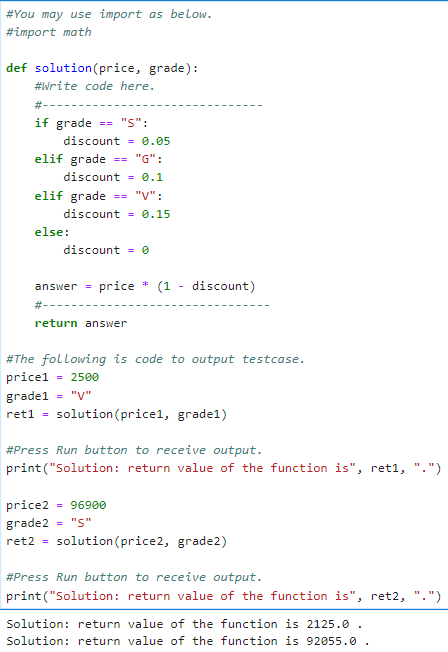 #You may use import as below.
#import math

def solution(price, grade):
    #Write code here.
    #-----------------------------
    if grade == "S":
        discount = 0.05
    elif grade == "G":
        discount = 0.1
    elif grade == "V":
        discount = 0.15
    else:
        discount = 0

    answer = price * (1 - discount)
    #------------------------------
    return answer

#The following is code to output testcase.
price1 = 2500
grade1 = "V"
ret1 = solution(price1, grade1)

#Press Run button to receive output.
print("Solution: return value of the function is", ret1, ".")

price2 = 96900
grade2 = "S"
ret2 = solution(price2, grade2)

#Press Run button to receive output.
print("Solution: return value of the function is", ret2, ".")
Solution: return value of the function is 2125.0 .
Solution: return value of the function is 92055.0 .